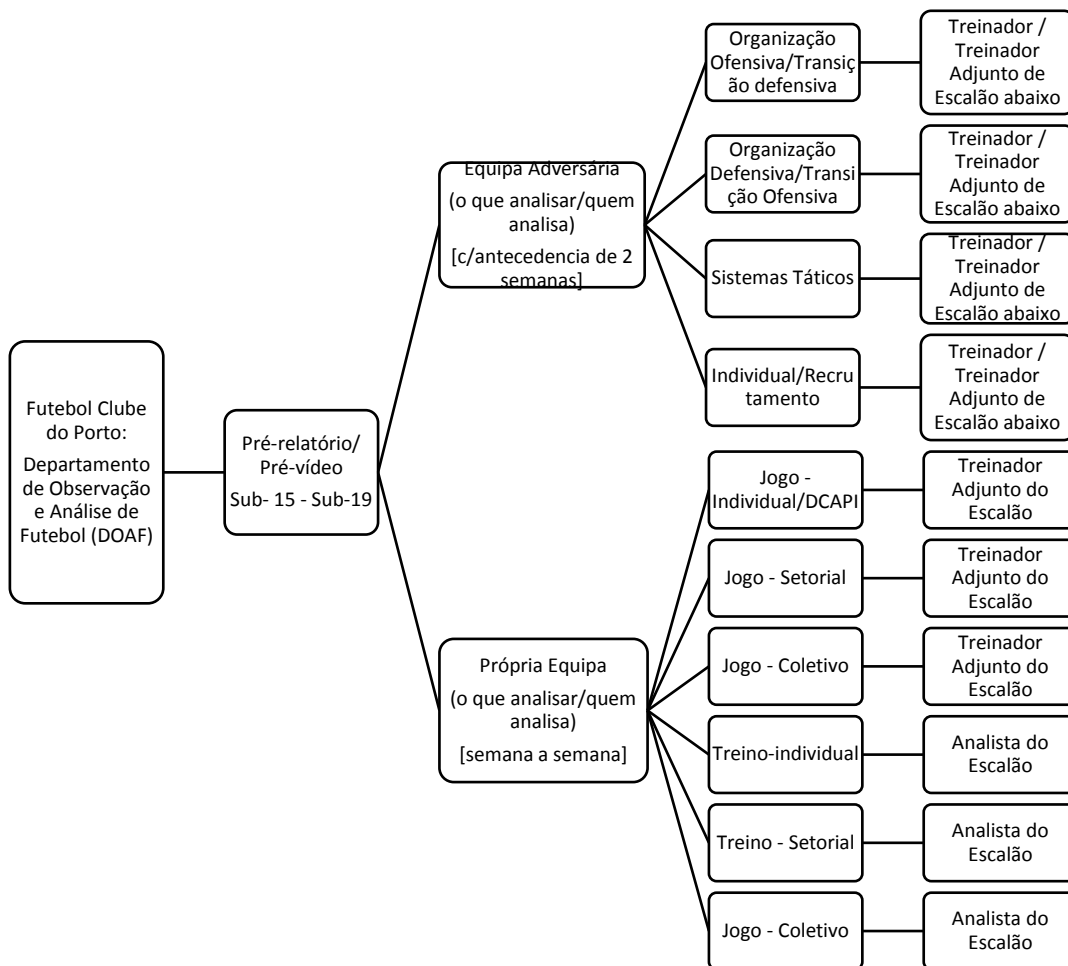 Futebol Clube
do Porto:
Departamento
de Observação
e Análise de
Futebol (DOAF)
Pré-relatório/
Pré-vídeo
Sub- 15 - Sub-19
Equipa Adversária
(o que analisar/quem
analisa)
[c/antecedencia de 2
semanas]
Organização
Ofensiva/Transiç
ão defensiva
Treinador /
Treinador
Adjunto de
Escalão abaixo
Organização
Defensiva/Transi
ção Ofensiva
Treinador /
Treinador
Adjunto de
Escalão abaixo
Sistemas Táticos
Treinador /
Treinador
Adjunto de
Escalão abaixo
Individual/Recru
tamento
Treinador /
Treinador
Adjunto de
Escalão abaixo
Própria Equipa
(o que analisar/quem
analisa)
[semana a semana]
Jogo -
Individual/DCAPI
Treinador
Adjunto do
Escalão
Jogo - Setorial
Treinador
Adjunto do
Escalão
Jogo - Coletivo
Treinador
Adjunto do
Escalão
Treino-individual
Analista do
Escalão
Treino - Setorial
Analista do
Escalão
Jogo - Coletivo
Analista do
Escalão